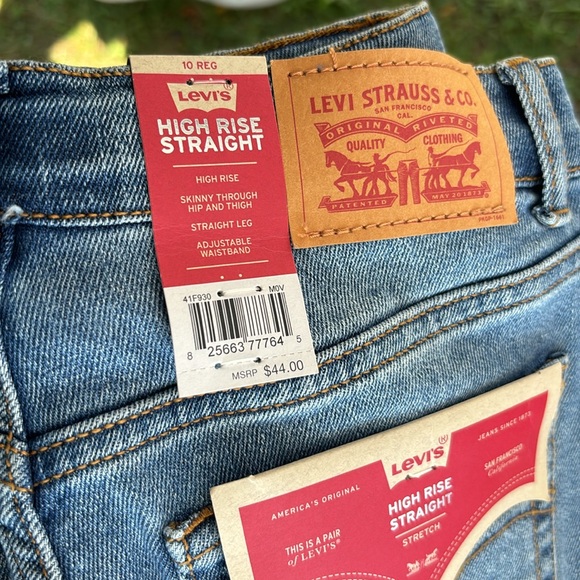 10 REG
Levi's®
HIGH RISE
STRAIGHT
HIGH RISE
SKINNY THROUGH
HIP AND THIGH
STRAIGHT LEG
ADJUSTABLE
WAISTBAND
41F930 M0V
8 25663 77764 5
MSRP $44.00
LEVI STRAUSS & CO.
SAN FRANCISCO
CAL.
ORIGINAL RIVETED
QUALITY CLOTHING
PATENTED MAY 20 1873
Levi's®
JEANS SINCE 1873
AMERICA'S ORIGINAL
HIGH RISE
STRAIGHT
STRETCH
SAN FRANCISCO
California
THIS IS A PAIR
of LEVI'S®